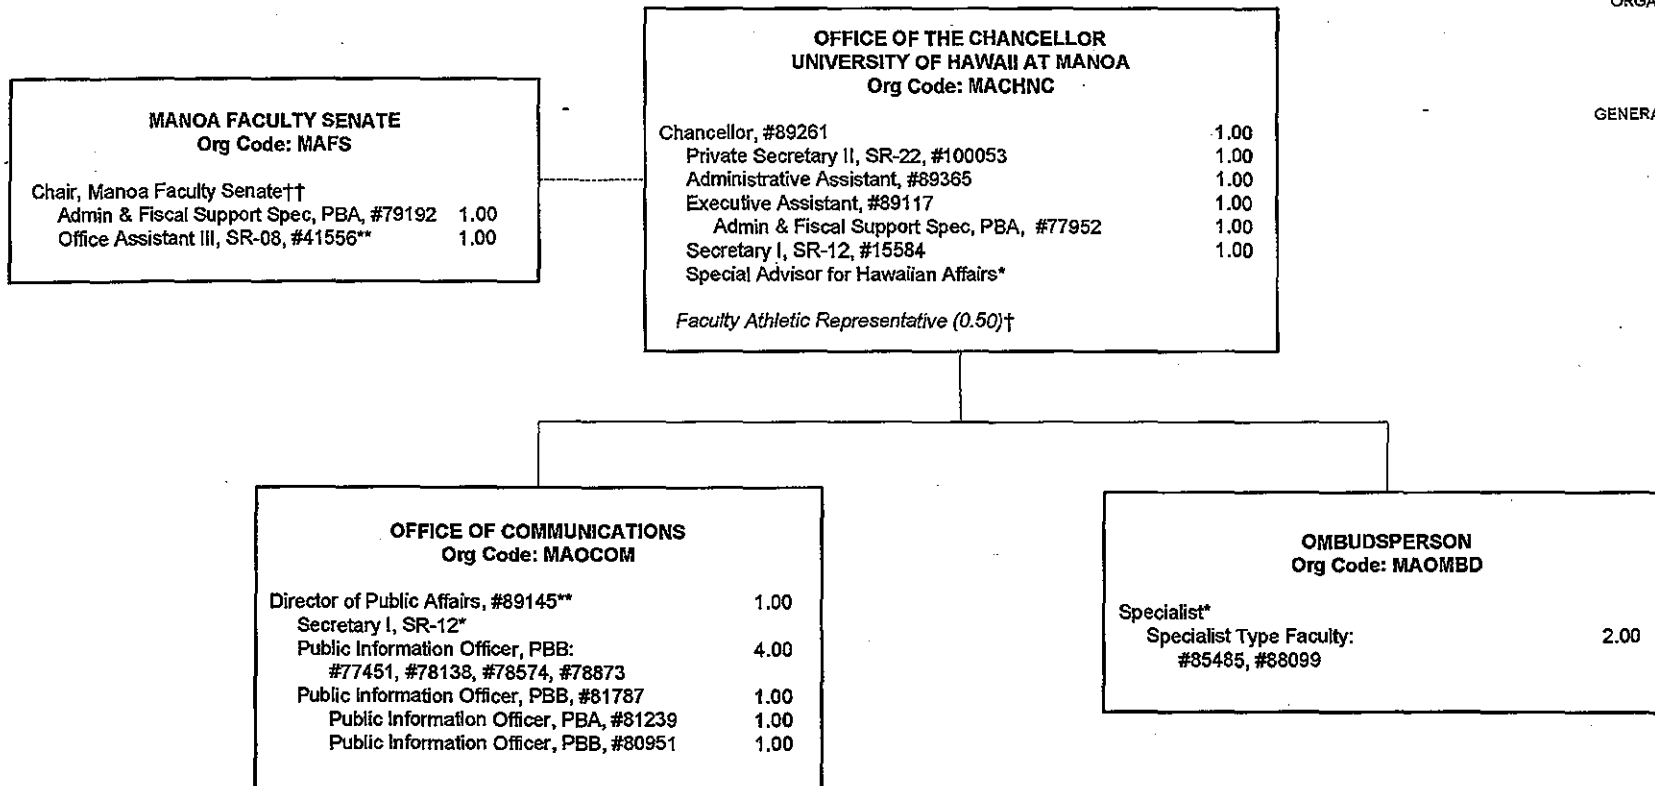 ORGA
GENERA
MANOA FACULTY SENATE
Org Code: MAFS
Chair, Manoa Faculty Senate††
Admin & Fiscal Support Spec, PBA, #79192 1.00
Office Assistant III, SR-08, #41556** 1.00
OFFICE OF THE CHANCELLOR
UNIVERSITY OF HAWAII AT MANOA
Org Code: MACHNC
Chancellor, #89261 1.00
Private Secretary II, SR-22, #100053 1.00
Administrative Assistant, #89365 1.00
Executive Assistant, #89117 1.00
Admin & Fiscal Support Spec, PBA, #77952 1.00
Secretary I, SR-12, #15584 1.00
Special Advisor for Hawaiian Affairs*
Faculty Athletic Representative (0.50)†
OFFICE OF COMMUNICATIONS
Org Code: MAOCOM
Director of Public Affairs, #89145** 1.00
Secretary I, SR-12*
Public Information Officer, PBB: 4.00
#77451, #78138, #78574, #78873
Public Information Officer, PBB, #81787 1.00
Public Information Officer, PBA, #81239 1.00
Public Information Officer, PBB, #80951 1.00
OMBUDSPERSON
Org Code: MAOMBD
Specialist*
Specialist Type Faculty: 2.00
#85485, #88099